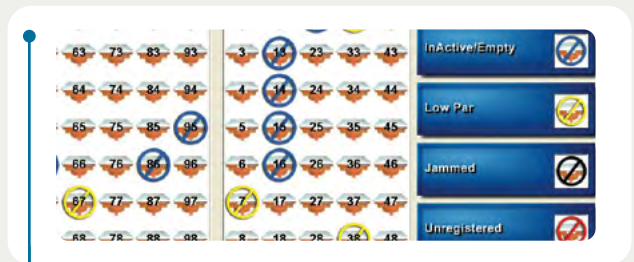 63 73 83 93 3 13 23 33 43 InActive/Empty
64 74 84 94 4 14 24 34 44
Low Par
65 75 85 95 5 15 25 35 45
66 76 86 96 6 16 26 36 46 Jammed
67 77 87 97 7 17 27 37 47
68 78 88 98 8 18 28 38 48 Unregistered